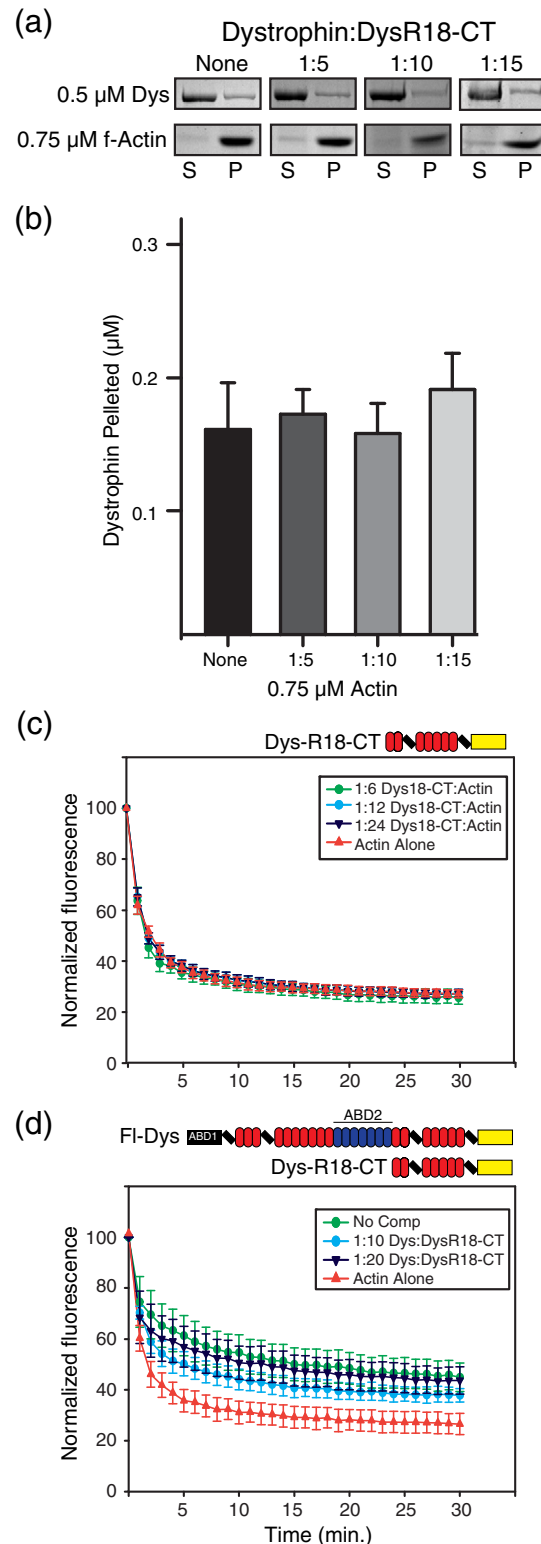 (a)
Dystrophin:DysR18-CT
None 1:5 1:10 1:15
0.5 μM Dys
0.75 μM f-Actin
S P S P S P S P
(b)
Dystrophin Pelleted (μM)
0.3
0.2
0.1
None 1:5 1:10 1:15
0.75 μM Actin
(c)
Dys-R18-CT
1:6 Dys18-CT:Actin
1:12 Dys18-CT:Actin
1:24 Dys18-CT:Actin
Actin Alone
Normalized fluorescence
100
80
60
40
20
0
5 10 15 20 25 30
(d)
ABD2
Fl-Dys ABD1
Dys-R18-CT
No Comp
1:10 Dys:DysR18-CT
1:20 Dys:DysR18-CT
Actin Alone
Normalized fluorescence
100
80
60
40
20
0
5 10 15 20 25 30
Time (min.)